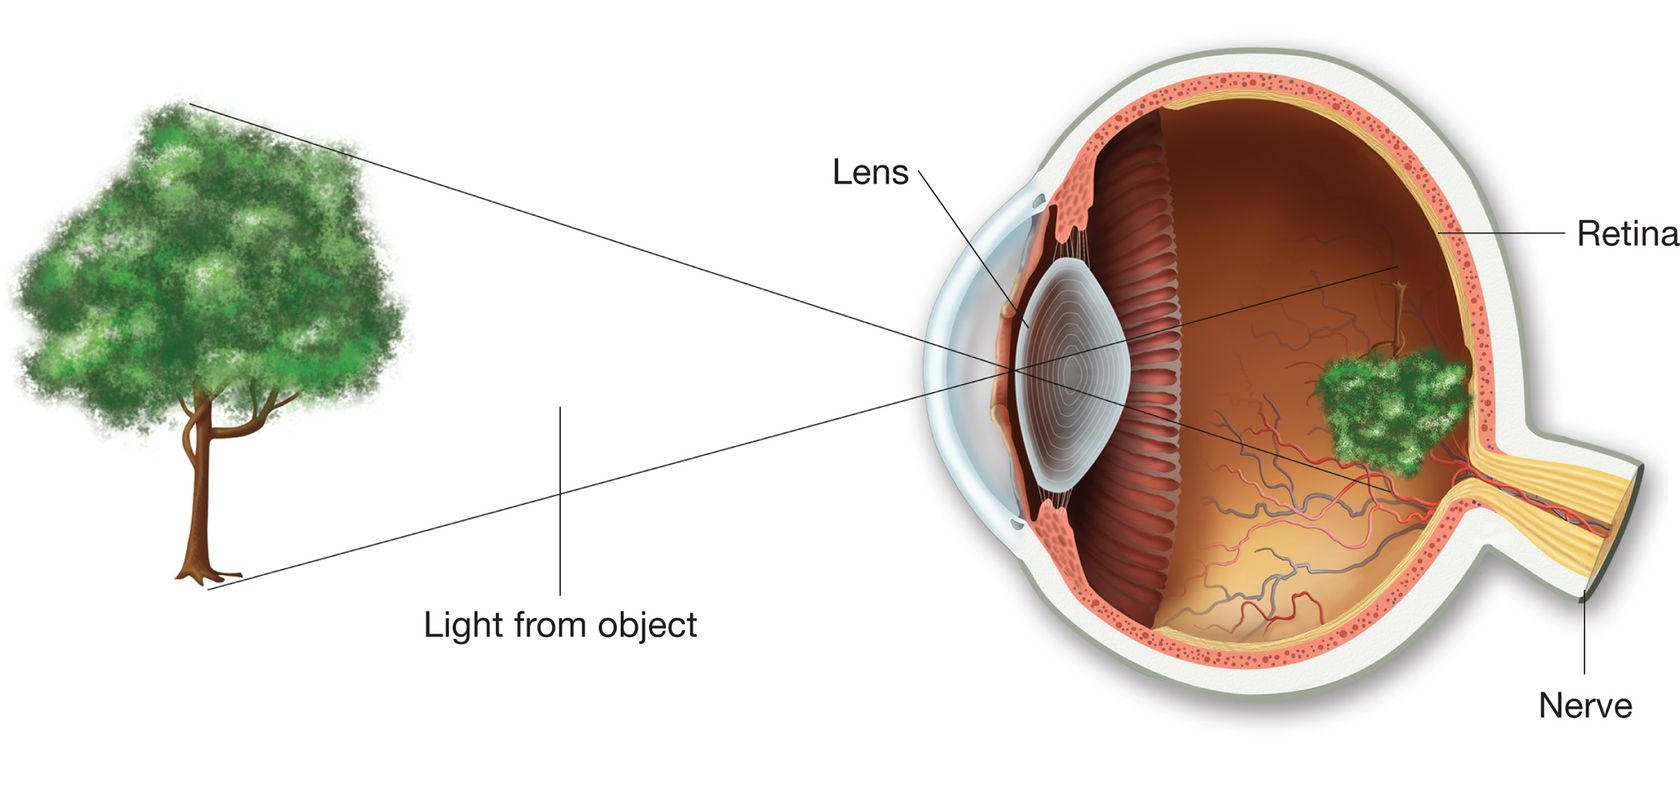 Lens
Retina
Light from object
Nerve